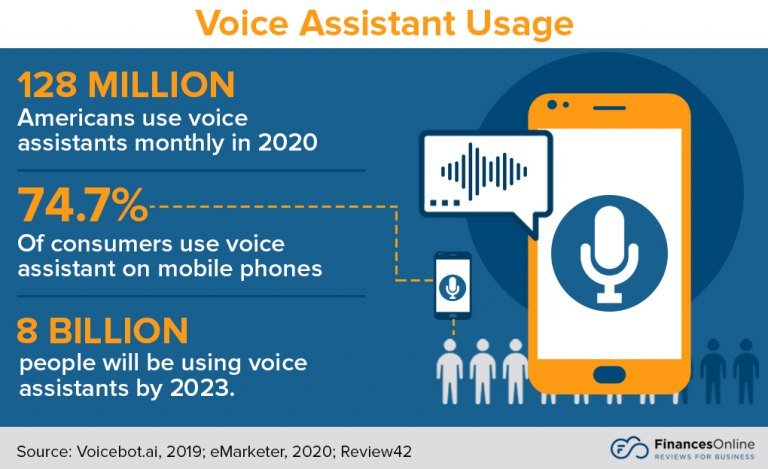 Voice Assistant Usage
128 MILLION
Americans use voice
assistants monthly in 2020
74.7%
Of consumers use voice
assistant on mobile phones
8 BILLION
people will be using voice
assistants by 2023.
Source: Voicebot.ai, 2019; eMarketer, 2020; Review42
FinancesOnline
REVIEWS FOR BUSINESS